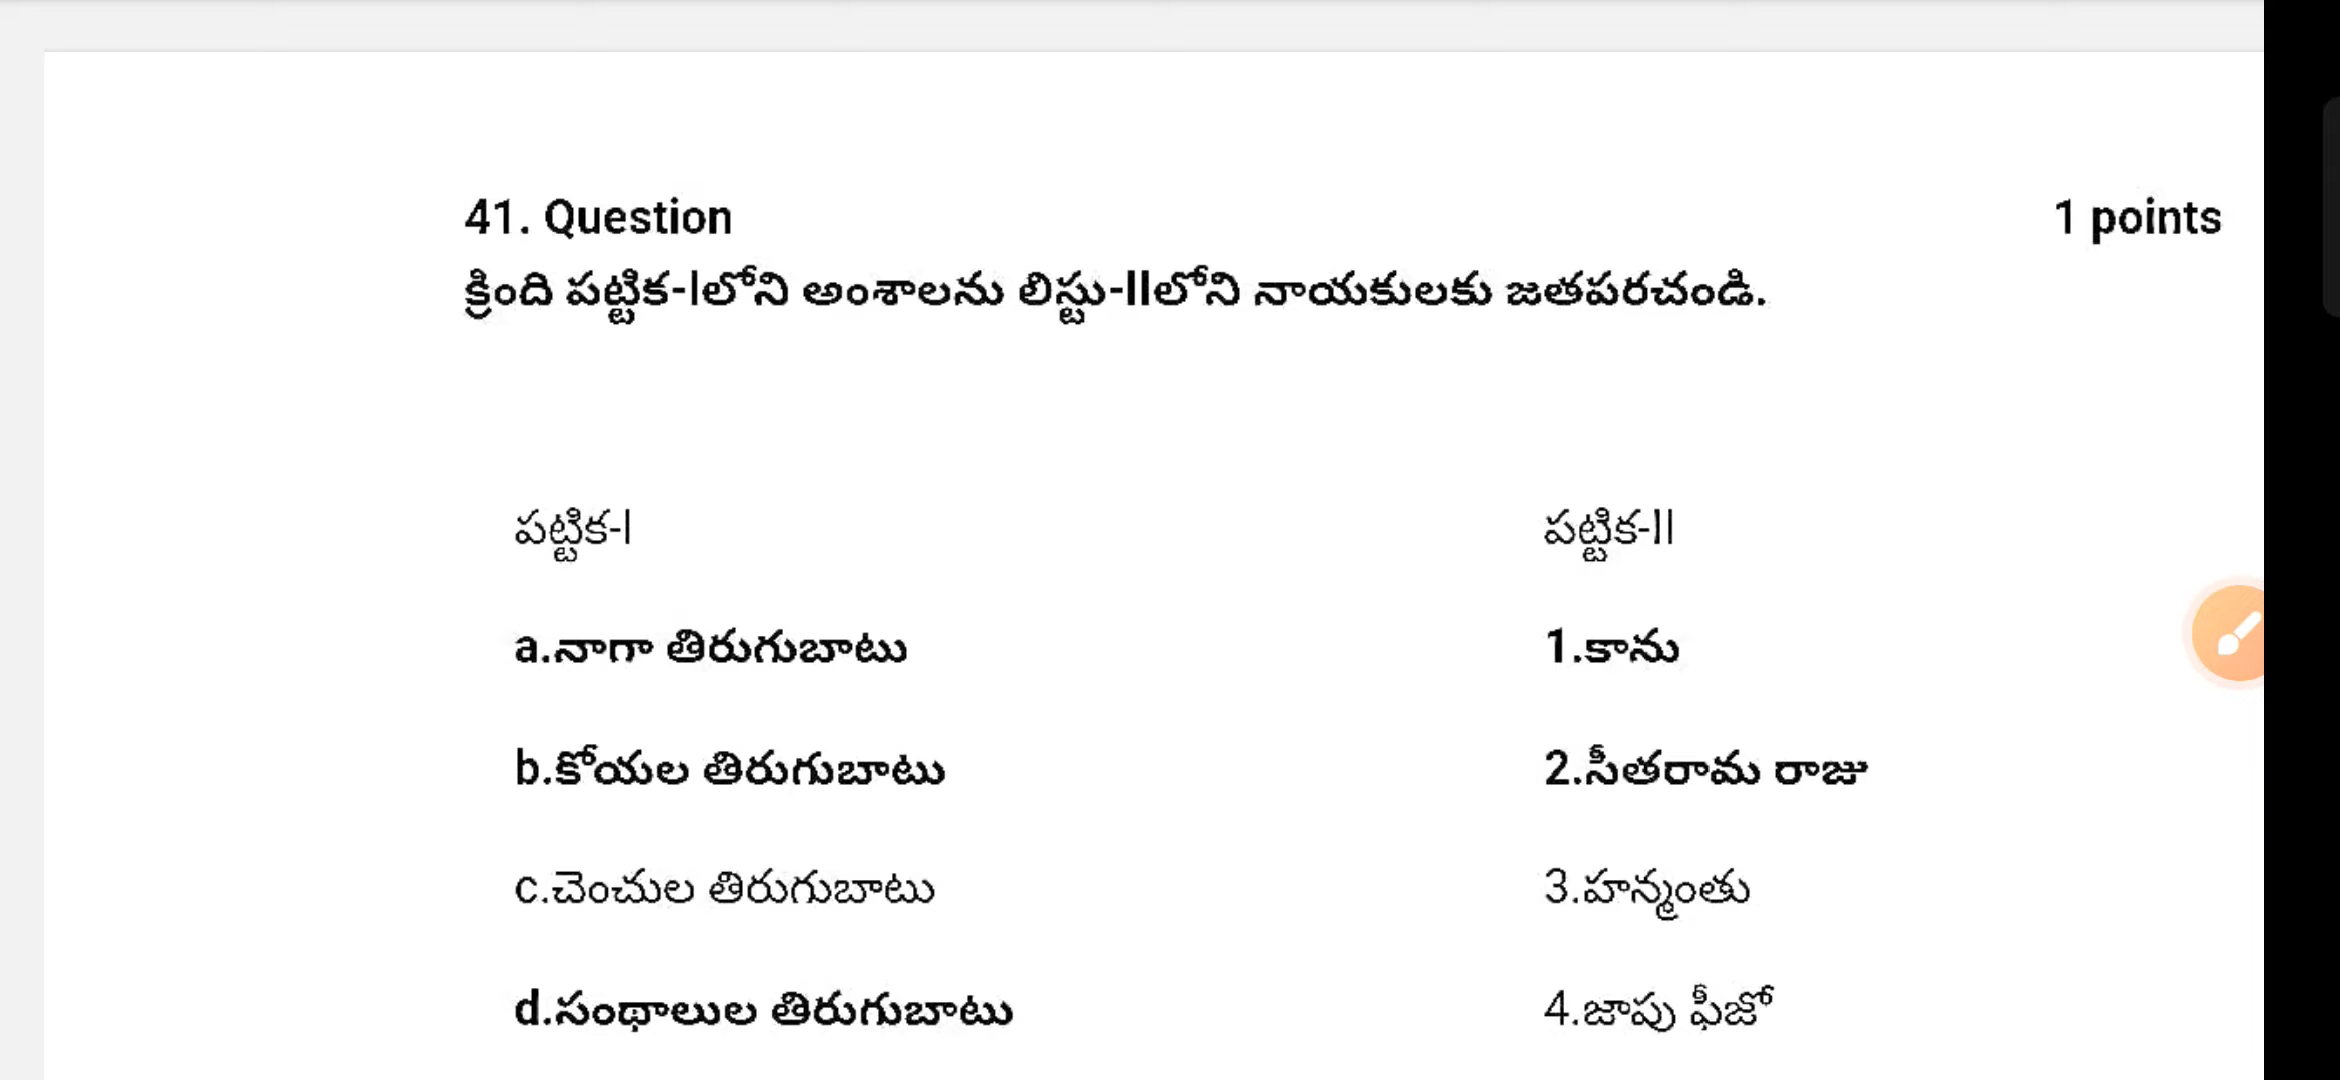 41. Question 1 points
క్రింది పట్టిక-Iలోని అంశాలను లిస్టు-IIలోని నాయకులకు జతపరచండి.
పట్టిక-I పట్టిక-II
a.నాగా తిరుగుబాటు 1.కాను
b.కోయల తిరుగుబాటు 2.సీతరామ రాజు
c.చెంచుల తిరుగుబాటు 3.హన్మంతు
d.సంథాలుల తిరుగుబాటు 4.జాపు ఫీజో